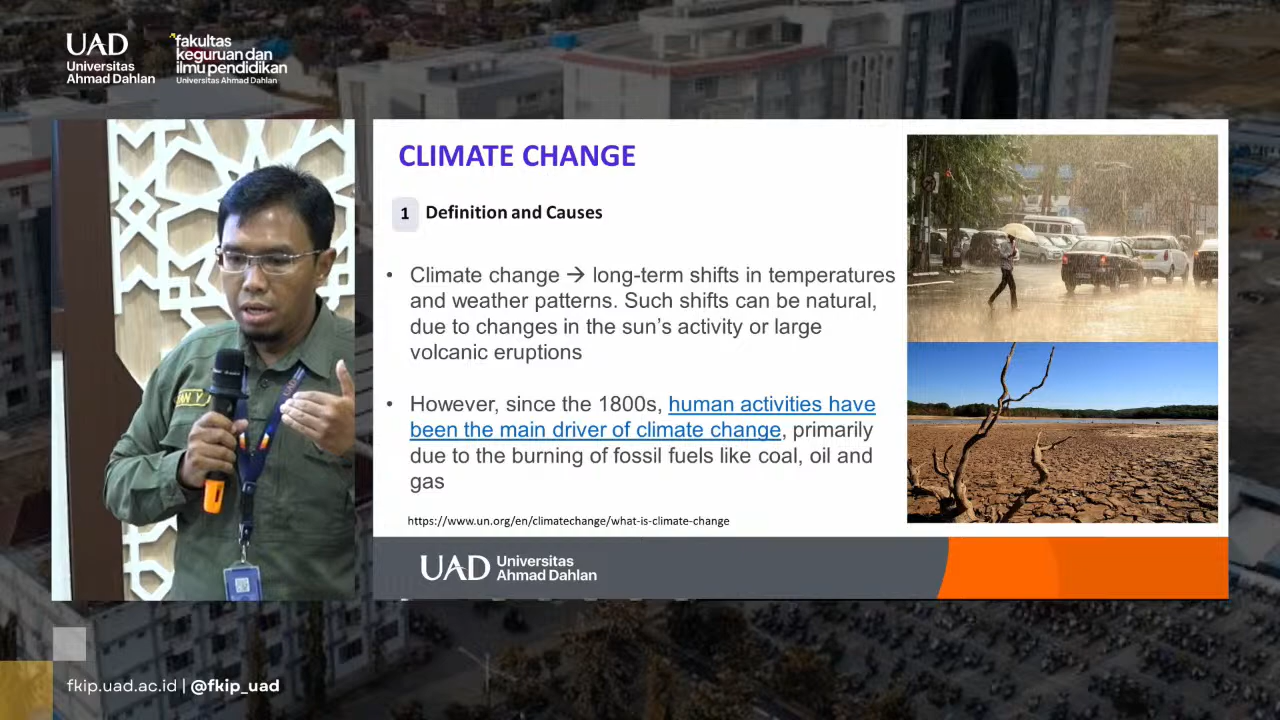 UAD
Universitas
Ahmad Dahlan
fakultas
keguruan dan
ilmu pendidikan
Universitas Ahmad Dahlan
CLIMATE CHANGE
1 Definition and Causes
• Climate change → long-term shifts in temperatures
and weather patterns. Such shifts can be natural,
due to changes in the sun’s activity or large
volcanic eruptions
• However, since the 1800s, human activities have
been the main driver of climate change, primarily
due to the burning of fossil fuels like coal, oil and
gas
https://www.un.org/en/climatechange/what-is-climate-change
UAD Universitas
Ahmad Dahlan
fkip.uad.ac.id | @fkip_uad